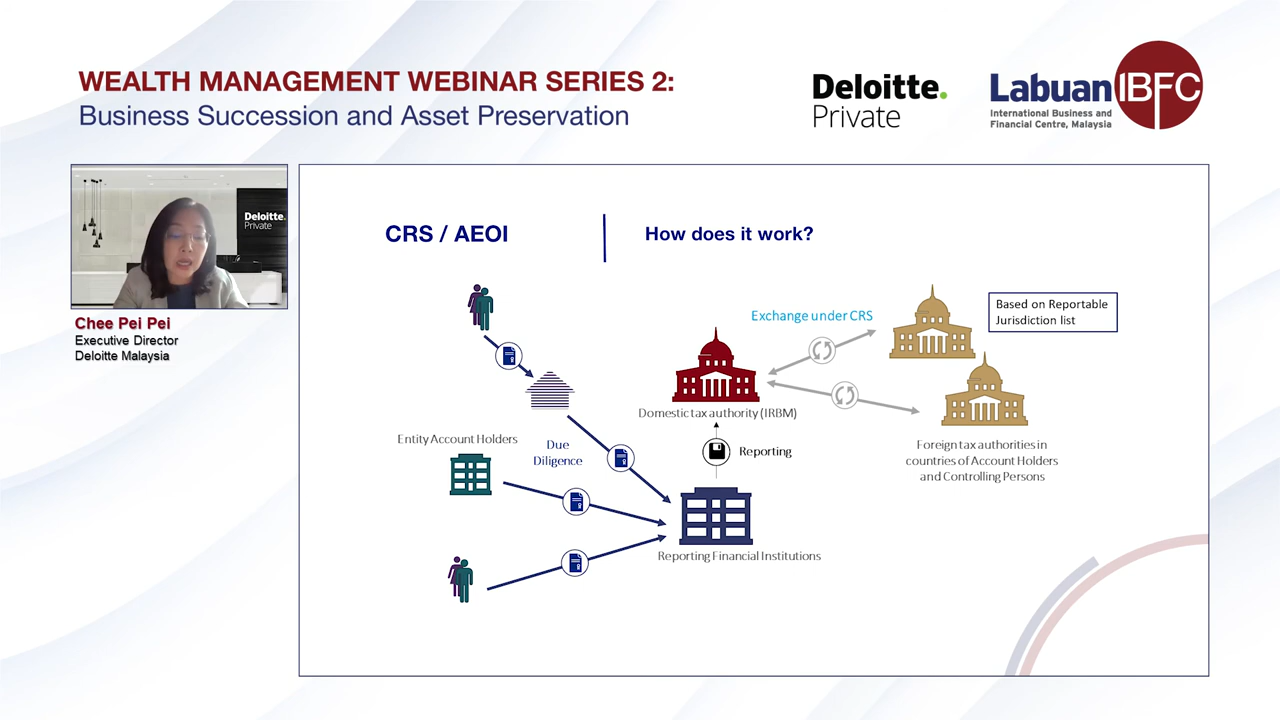 WEALTH MANAGEMENT WEBINAR SERIES 2:
Business Succession and Asset Preservation
Deloitte.
Private
Labuan IBFC
International Business and
Financial Centre, Malaysia
Deloitte.
Private
Chee Pei Pei
Executive Director
Deloitte Malaysia
CRS / AEOI
How does it work?
Exchange under CRS
Based on Reportable
Jurisdiction list
Domestic tax authority (IRBM)
Entity Account Holders
Due
Diligence
Reporting
Foreign tax authorities in
countries of Account Holders
and Controlling Persons
Reporting Financial Institutions